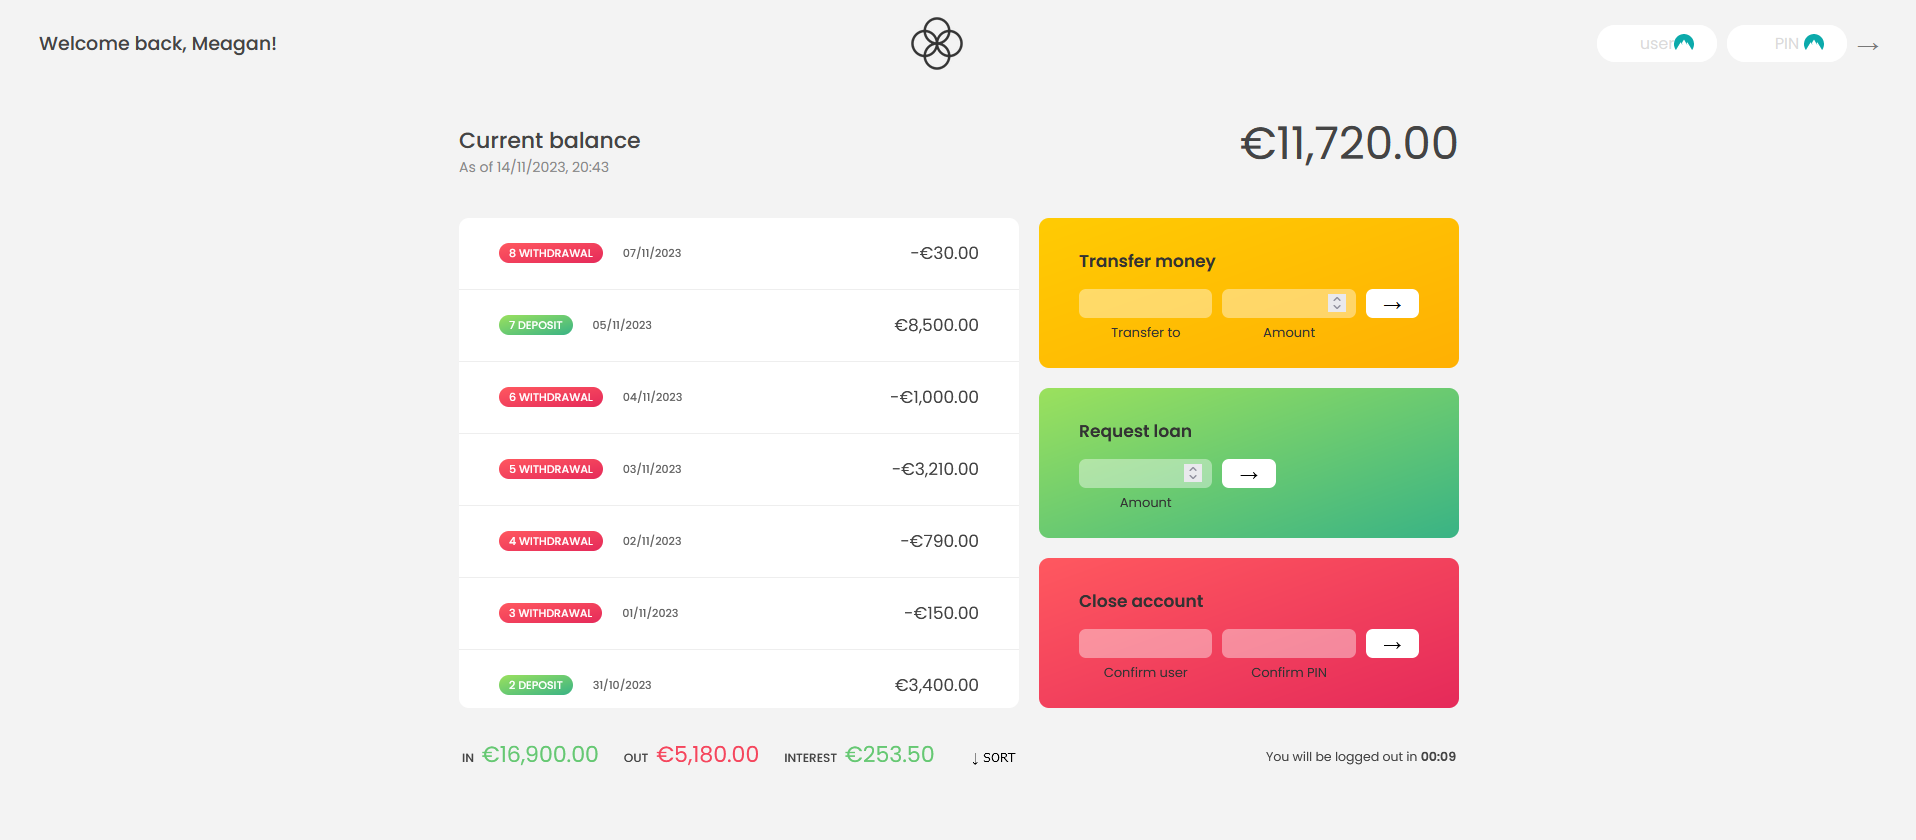 Welcome back, Meagan!
user
PIN
→
Current balance
As of 14/11/2023, 20:43
€11,720.00
8 WITHDRAWAL 07/11/2023 -€30.00
7 DEPOSIT 05/11/2023 €8,500.00
6 WITHDRAWAL 04/11/2023 -€1,000.00
5 WITHDRAWAL 03/11/2023 -€3,210.00
4 WITHDRAWAL 02/11/2023 -€790.00
3 WITHDRAWAL 01/11/2023 -€150.00
2 DEPOSIT 31/10/2023 €3,400.00
Transfer money
→
Transfer to Amount
Request loan
→
Amount
Close account
→
Confirm user Confirm PIN
IN €16,900.00 OUT €5,180.00 INTEREST €253.50 ↓ SORT
You will be logged out in 00:09